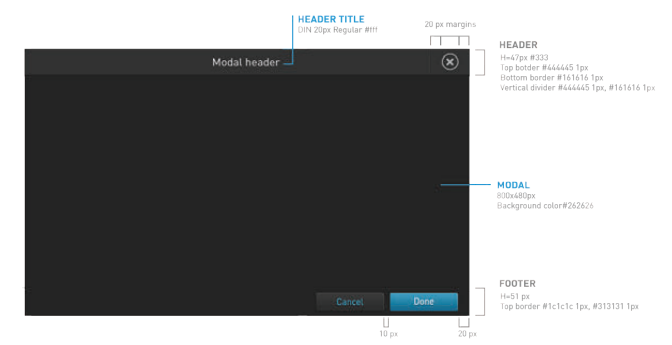 HEADER TITLE
DIN 20px Regular #fff
20 px margins
Modal header
HEADER
H=47px #333
Top botder #444445 1px
Bottom border #161616 1px
Vertical divider #444445 1px, #161616 1px
MODAL
800x480px
Background color#262626
Cancel
Done
FOOTER
H=51 px
Top border #1c1c1c 1px, #313131 1px
10 px
20 px